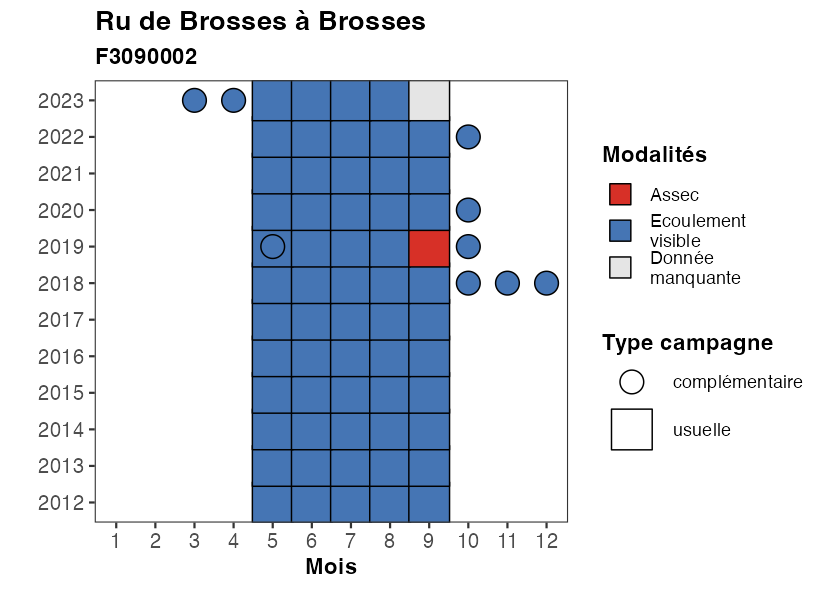 Ru de Brosses à Brosses
F3090002
2023
2022
2021
2020
2019
2018
2017
2016
2015
2014
2013
2012
1 2 3 4 5 6 7 8 9 10 11 12
Mois
Modalités
Assec
Ecoulement
visible
Donnée
manquante
Type campagne
complémentaire
usuelle